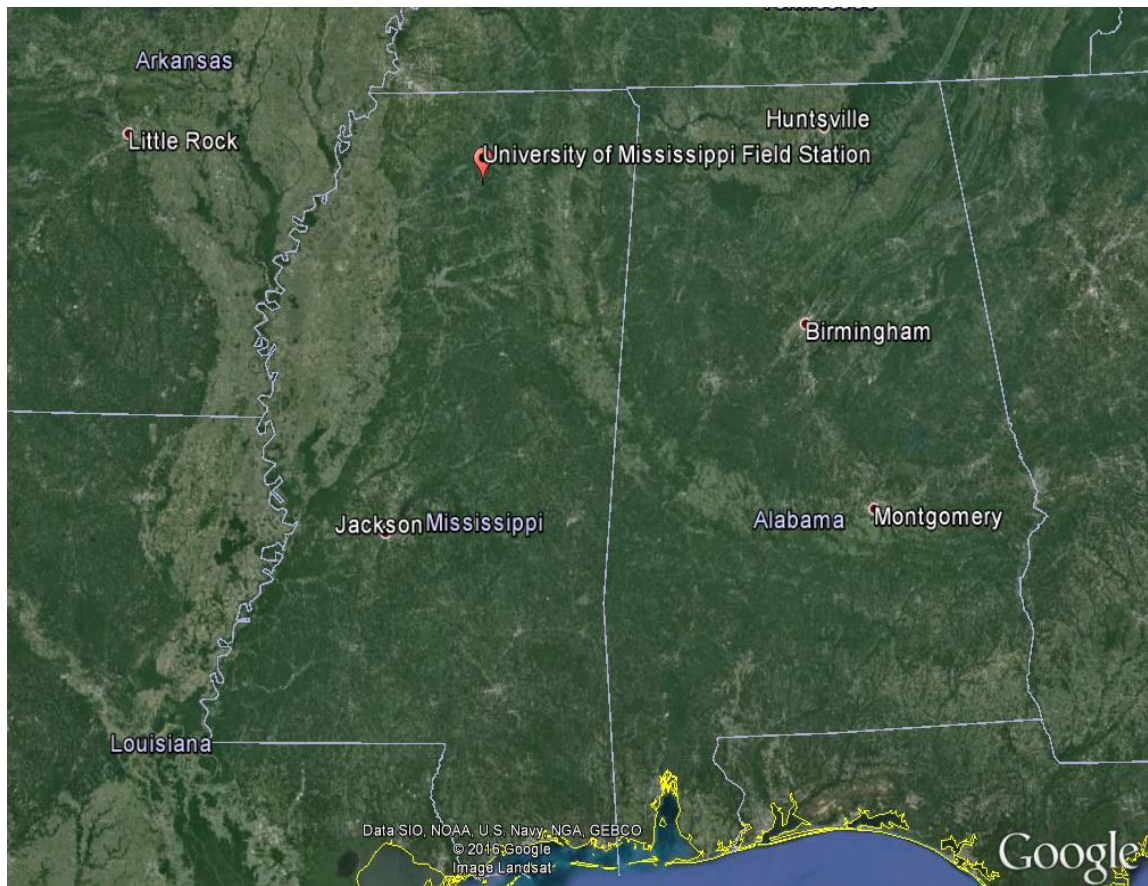 Tennessee
Arkansas
Little Rock
Huntsville
University of Mississippi Field Station
Birmingham
Jackson
Mississippi
Alabama
Montgomery
Louisiana
Data SIO, NOAA, U.S. Navy, NGA, GEBCO
© 2016 Google
Image Landsat
Google